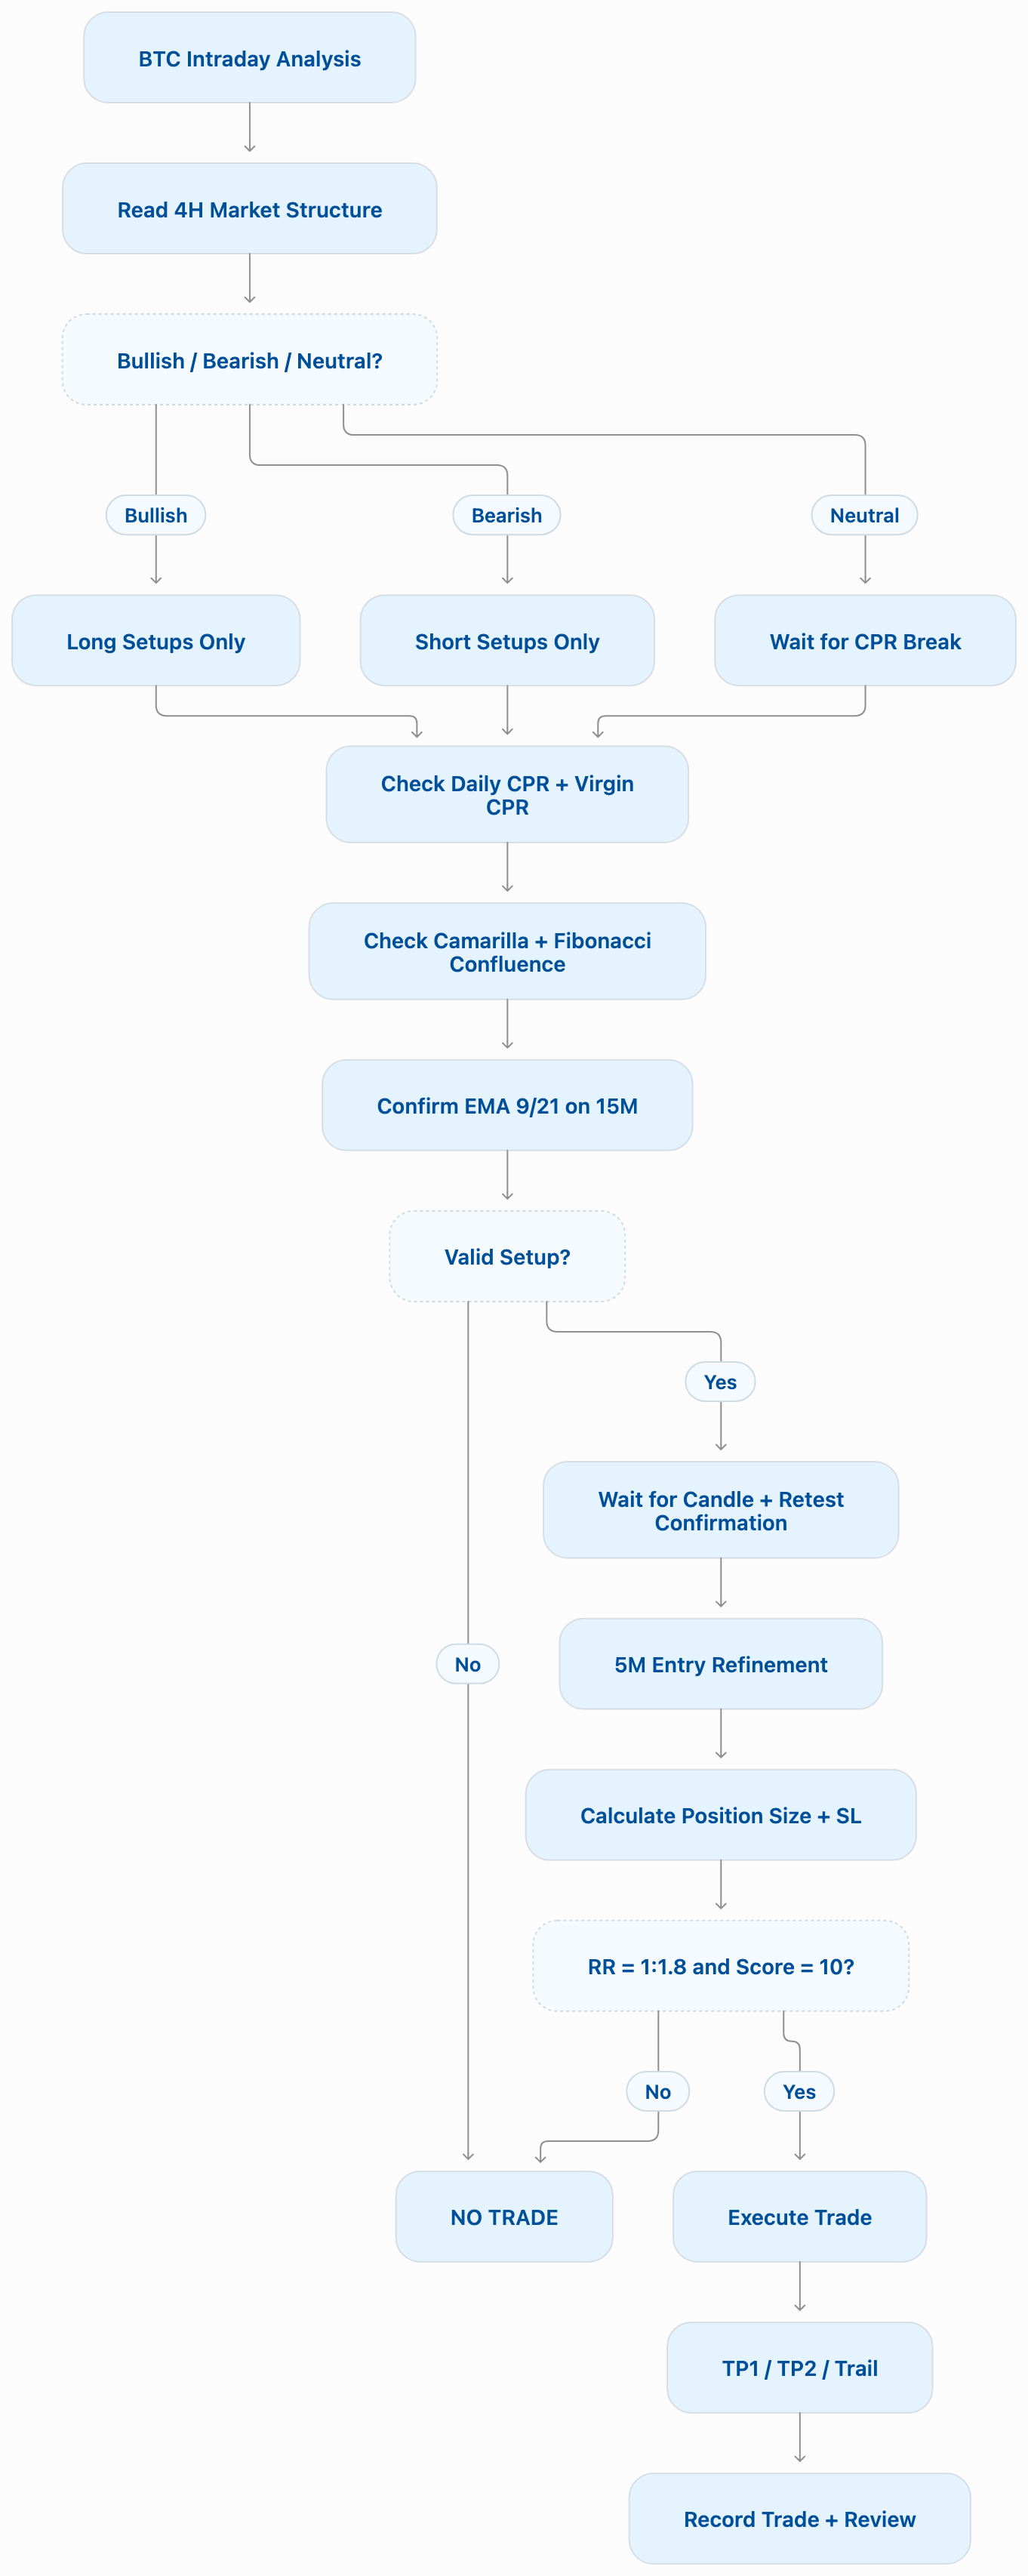 BTC Intraday Analysis
Read 4H Market Structure
Bullish / Bearish / Neutral?
Bullish
Bearish
Neutral
Long Setups Only
Short Setups Only
Wait for CPR Break
Check Daily CPR + Virgin
CPR
Check Camarilla + Fibonacci
Confluence
Confirm EMA 9/21 on 15M
Valid Setup?
Yes
Wait for Candle + Retest
Confirmation
No
5M Entry Refinement
Calculate Position Size + SL
RR = 1:1.8 and Score = 10?
No
Yes
NO TRADE
Execute Trade
TP1 / TP2 / Trail
Record Trade + Review